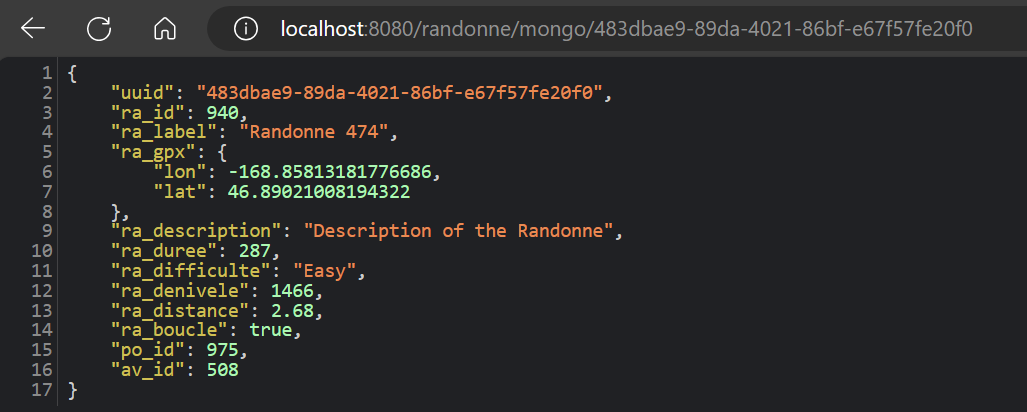 localhost:8080/randonne/mongo/483dbae9-89da-4021-86bf-e67f57fe20f0
1 {
2 "uuid": "483dbae9-89da-4021-86bf-e67f57fe20f0",
3 "ra_id": 940,
4 "ra_label": "Randonne 474",
5 "ra_gpx": {
6 "lon": -168.85813181776686,
7 "lat": 46.89021008194322
8 },
9 "ra_description": "Description of the Randonne",
10 "ra_duree": 287,
11 "ra_difficulte": "Easy",
12 "ra_denivele": 1466,
13 "ra_distance": 2.68,
14 "ra_boucle": true,
15 "po_id": 975,
16 "av_id": 508
17 }